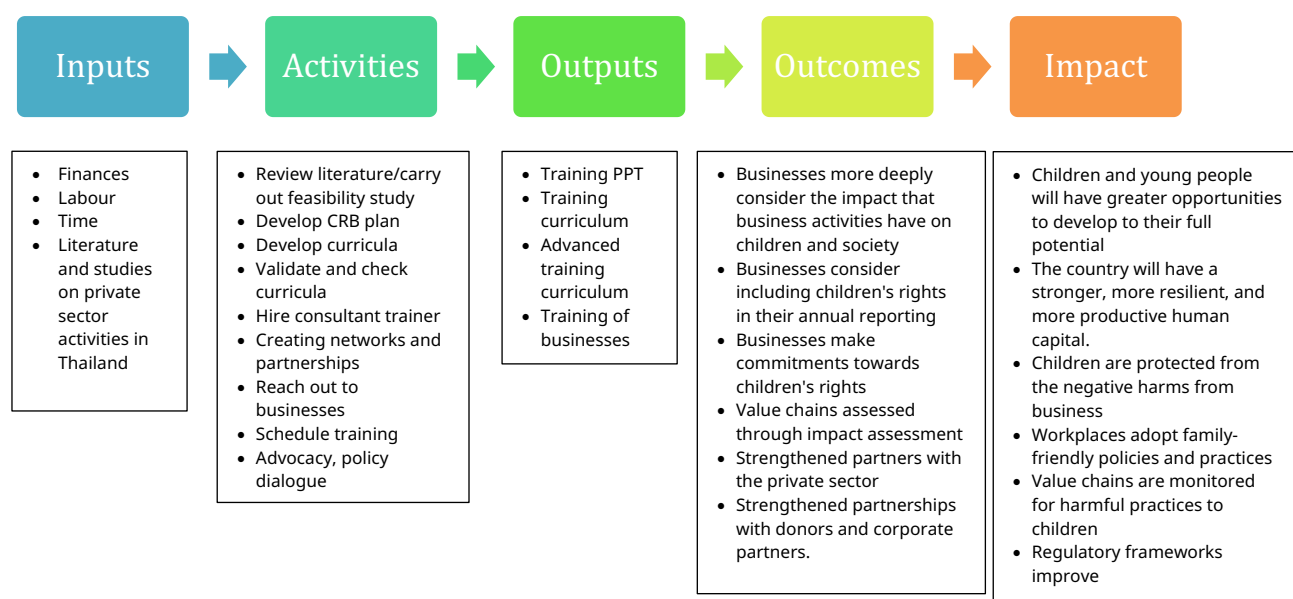 Inputs
Activities
Outputs
Outcomes
Impact
• Finances
• Labour
• Time
• Literature
and studies
on private
sector
activities in
Thailand
• Review literature/carry
out feasibility study
• Develop CRB plan
• Develop curricula
• Validate and check
curricula
• Hire consultant trainer
• Creating networks and
partnerships
• Reach out to
businesses
• Schedule training
• Advocacy, policy
dialogue
• Training PPT
• Training
curriculum
• Advanced
training
curriculum
• Training of
businesses
• Businesses more deeply
consider the impact that
business activities have on
children and society
• Businesses consider
including children's rights
in their annual reporting
• Businesses make
commitments towards
children's rights
• Value chains assessed
through impact assessment
• Strengthened partners with
the private sector
• Strengthened partnerships
with donors and corporate
partners.
• Children and young people
will have greater opportunities
to develop to their full
potential
• The country will have a
stronger, more resilient, and
more productive human
capital.
• Children are protected from
the negative harms from
business
• Workplaces adopt family-
friendly policies and practices
• Value chains are monitored
for harmful practices to
children
• Regulatory frameworks
improve